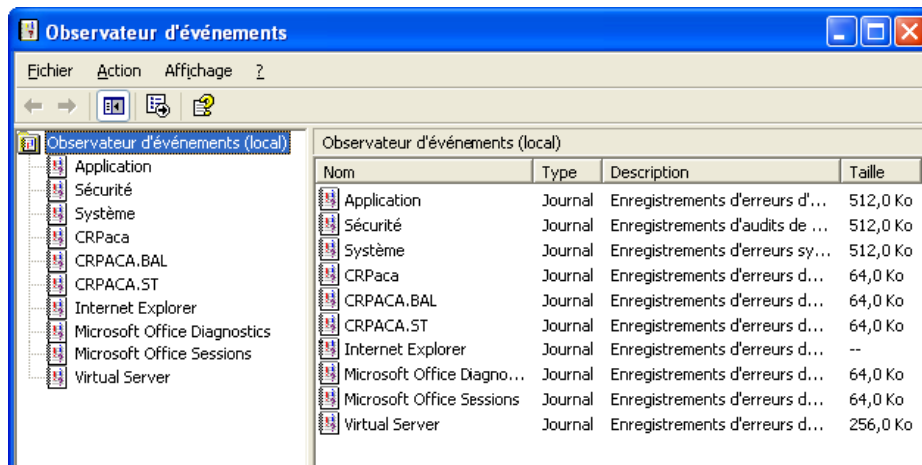 Observateur d'événements
Fichier Action Affichage ?
Observateur d'événements (local)
Application
Sécurité
Système
CRPaca
CRPACA.BAL
CRPACA.ST
Internet Explorer
Microsoft Office Diagnostics
Microsoft Office Sessions
Virtual Server
Observateur d'événements (local)
Nom Type Description Taille
Application Journal Enregistrements d'erreurs d'... 512,0 Ko
Sécurité Journal Enregistrements d'audits de ... 512,0 Ko
Système Journal Enregistrements d'erreurs sy... 512,0 Ko
CRPaca Journal Enregistrements d'erreurs d... 64,0 Ko
CRPACA.BAL Journal Enregistrements d'erreurs d... 64,0 Ko
CRPACA.ST Journal Enregistrements d'erreurs d... 64,0 Ko
Internet Explorer Journal Enregistrements d'erreurs d... --
Microsoft Office Diagno... Journal Enregistrements d'erreurs d... 64,0 Ko
Microsoft Office Sessions Journal Enregistrements d'erreurs d... 64,0 Ko
Virtual Server Journal Enregistrements d'erreurs d... 256,0 Ko